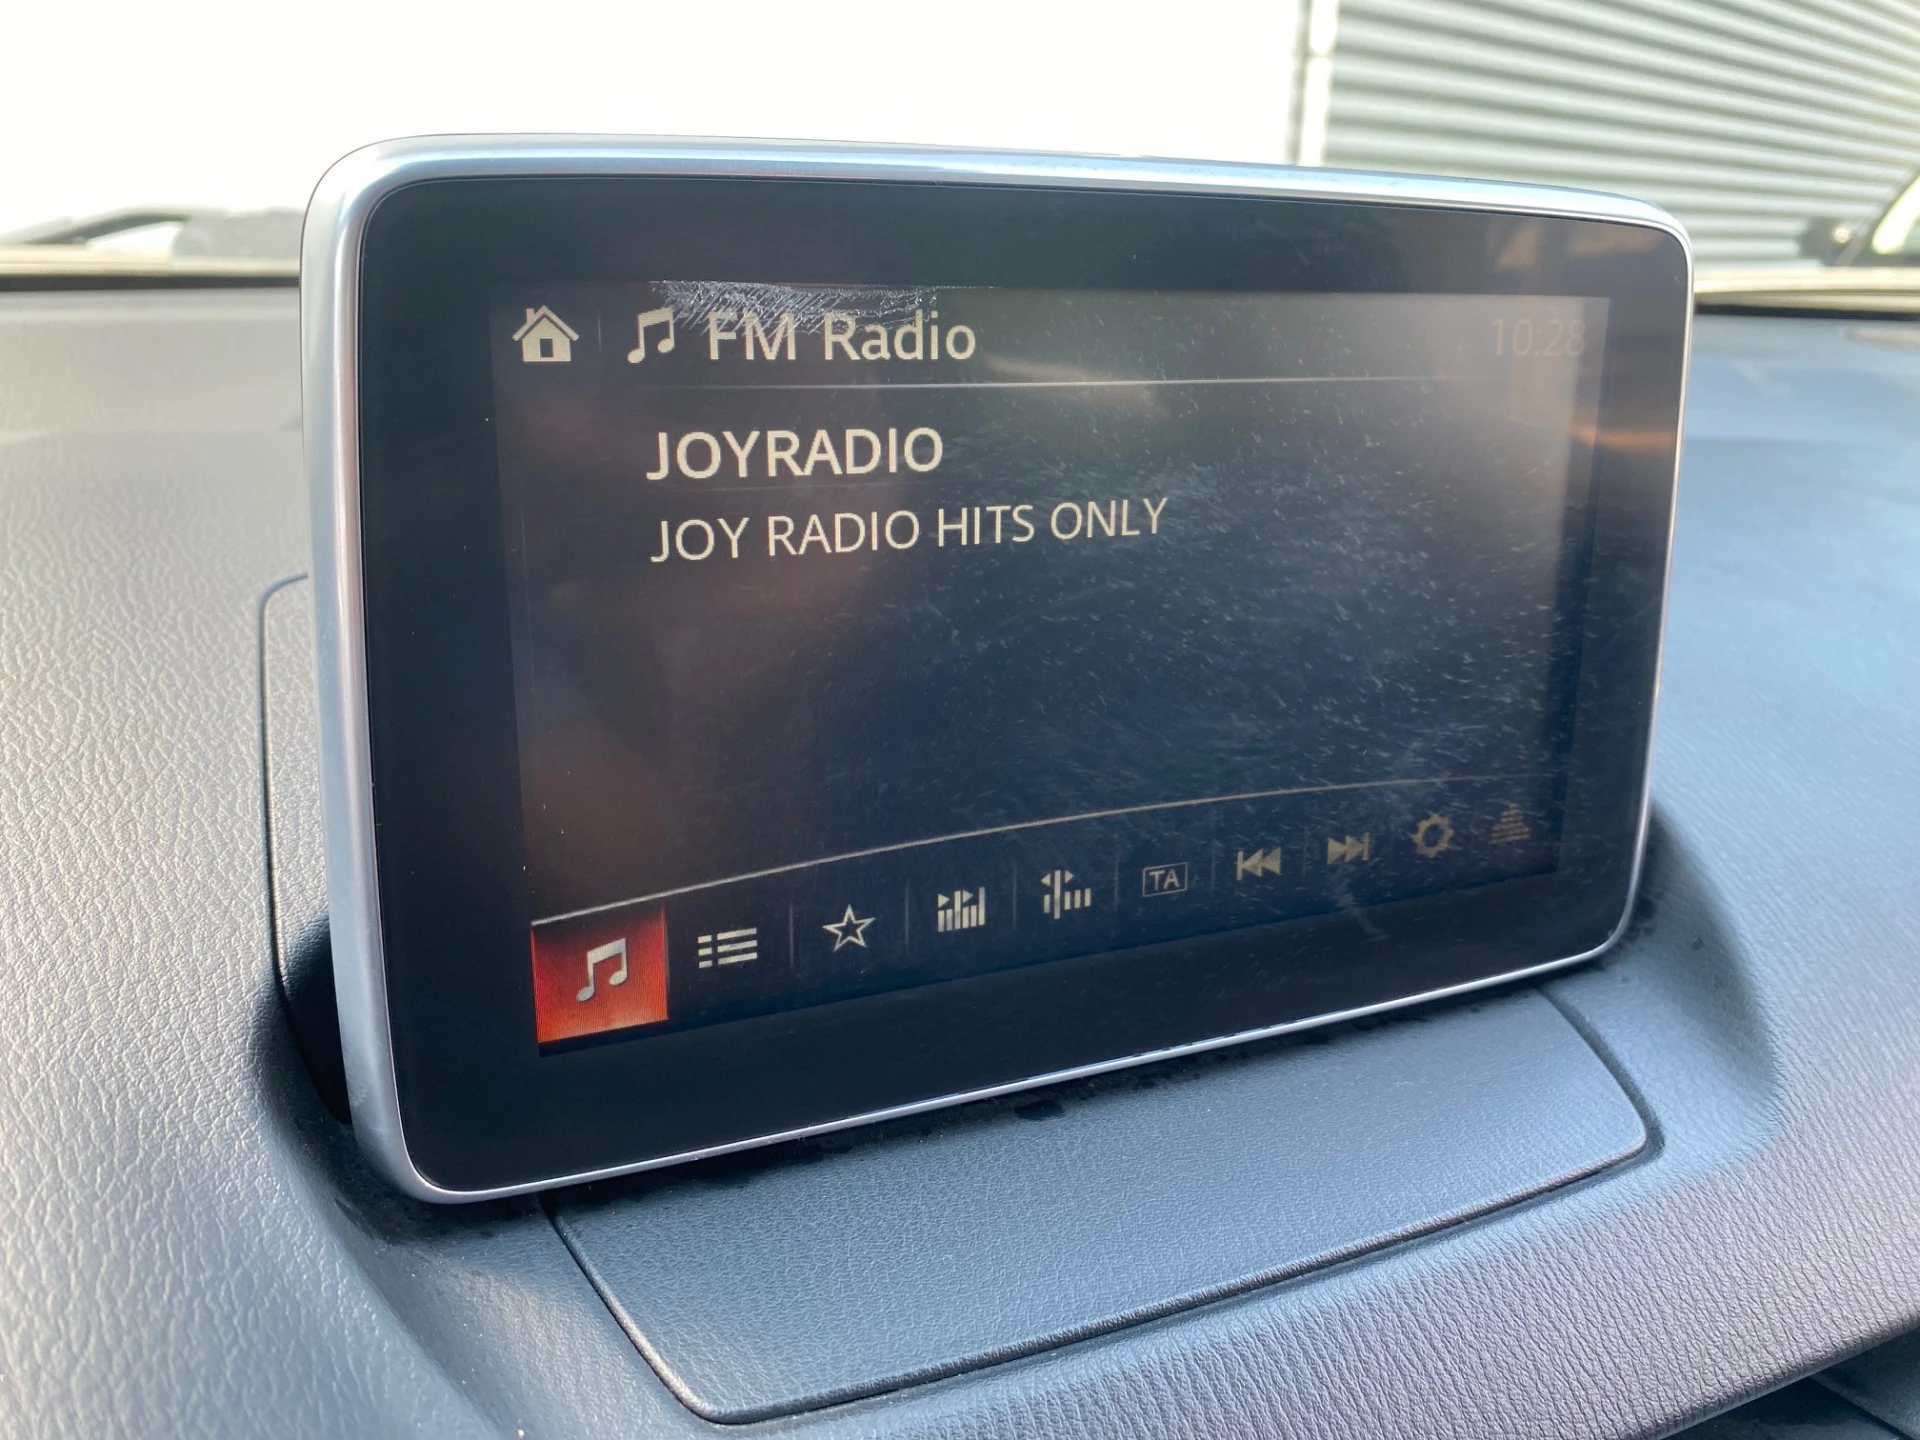 FM Radio
10:28
JOYRADIO
JOY RADIO HITS ONLY
TA